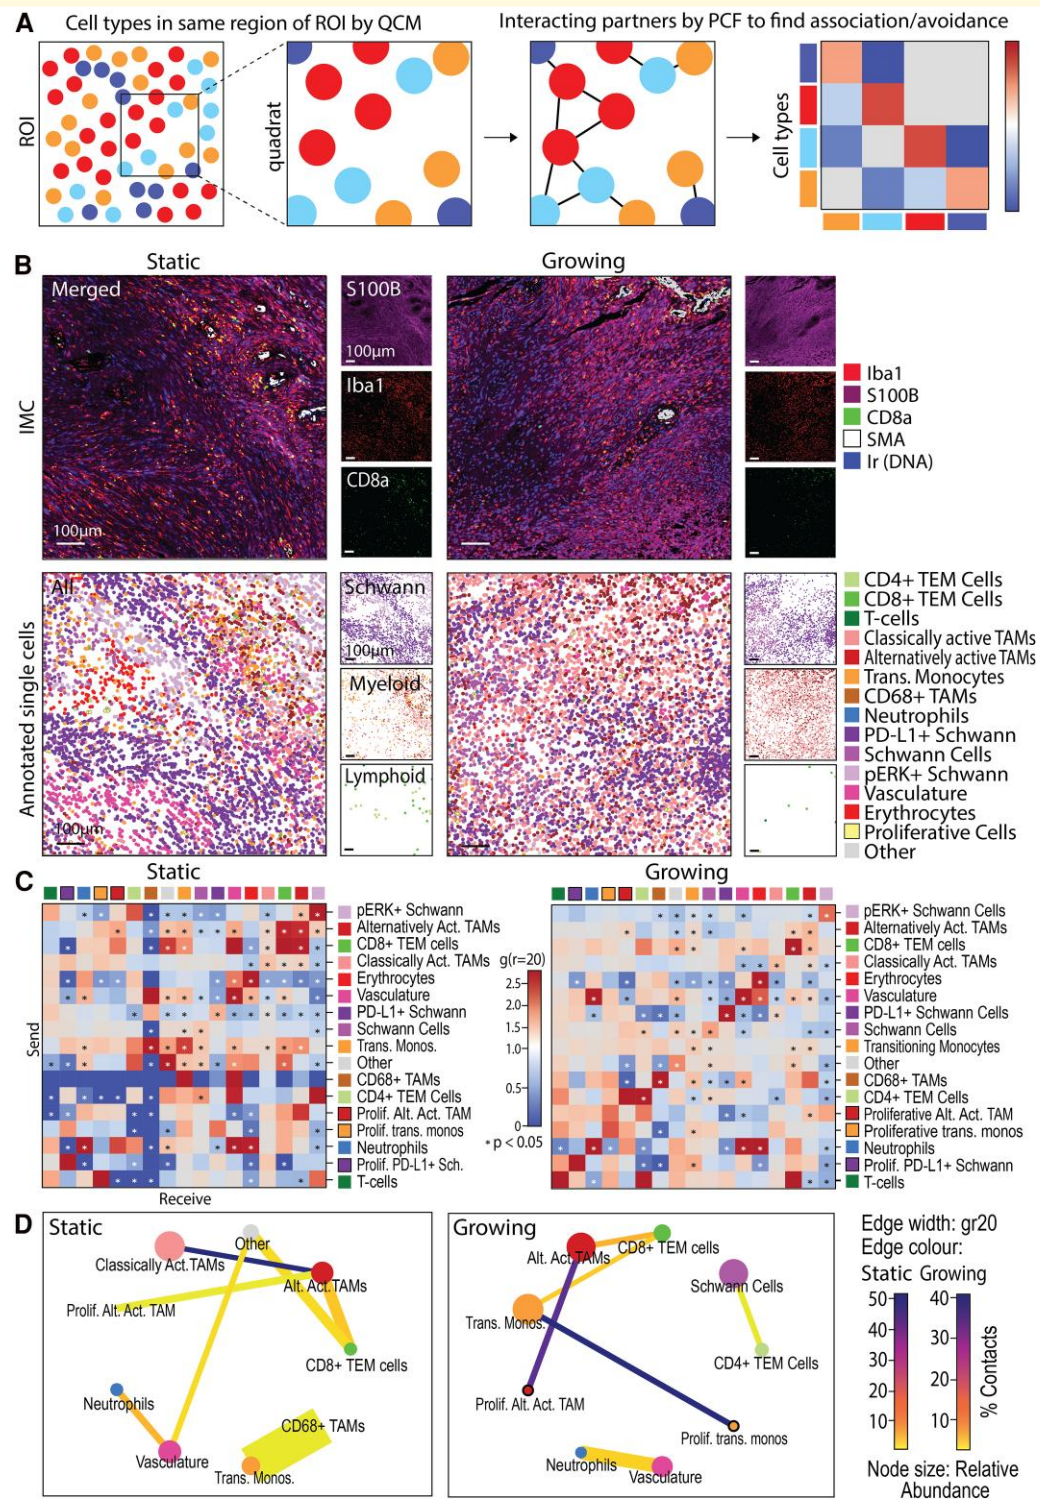 A
Cell types in same region of ROI by QCM
Interacting partners by PCF to find association/avoidance
ROI
quadrat
Cell types
B
Static
Growing
IMC
Merged
100µm
S100B
100µm
Iba1
CD8a
Iba1
S100B
CD8a
SMA
Ir (DNA)
Annotated single cells
All
100µm
Schwann
100µm
Myeloid
Lymphoid
CD4+ TEM Cells
CD8+ TEM Cells
T-cells
Classically active TAMs
Alternatively active TAMs
Trans. Monocytes
CD68+ TAMs
Neutrophils
PD-L1+ Schwann
Schwann Cells
pERK+ Schwann
Vasculature
Erythrocytes
Proliferative Cells
Other
C
Static
Growing
Send
Receive
pERK+ Schwann
Alternatively Act. TAMs
CD8+ TEM cells
Classically Act. TAMs
Erythrocytes
Vasculature
PD-L1+ Schwann
Schwann Cells
Trans. Monos.
Other
CD68+ TAMs
CD4+ TEM Cells
Prolif. Alt. Act. TAM
Prolif. trans. monos
Neutrophils
Prolif. PD-L1+ Sch.
T-cells
g(r=20)
2.5
2.0
1.5
1.0
0.5
0
* p < 0.05
pERK+ Schwann Cells
Alternatively Act. TAMs
CD8+ TEM cells
Classically Act. TAMs
Erythrocytes
Vasculature
PD-L1+ Schwann Cells
Schwann Cells
Transitioning Monocytes
Other
CD68+ TAMs
CD4+ TEM Cells
Proliferative Alt. Act. TAM
Proliferative trans. monos
Neutrophils
Prolif. PD-L1+ Schwann
T-cells
D
Static
Other
Classically Act.TAMs
Alt. Act.TAMs
Prolif. Alt. Act. TAM
CD8+ TEM cells
Neutrophils
CD68+ TAMs
Vasculature
Trans. Monos.
Growing
Alt. Act.TAMs
CD8+ TEM cells
Schwann Cells
Trans. Monos.
CD4+ TEM Cells
Prolif. Alt. Act. TAM
Prolif. trans. monos
Neutrophils
Vasculature
Edge width: gr20
Edge colour:
Static Growing
50
40
30
20
10
40
30
20
10
% Contacts
Node size: Relative
Abundance